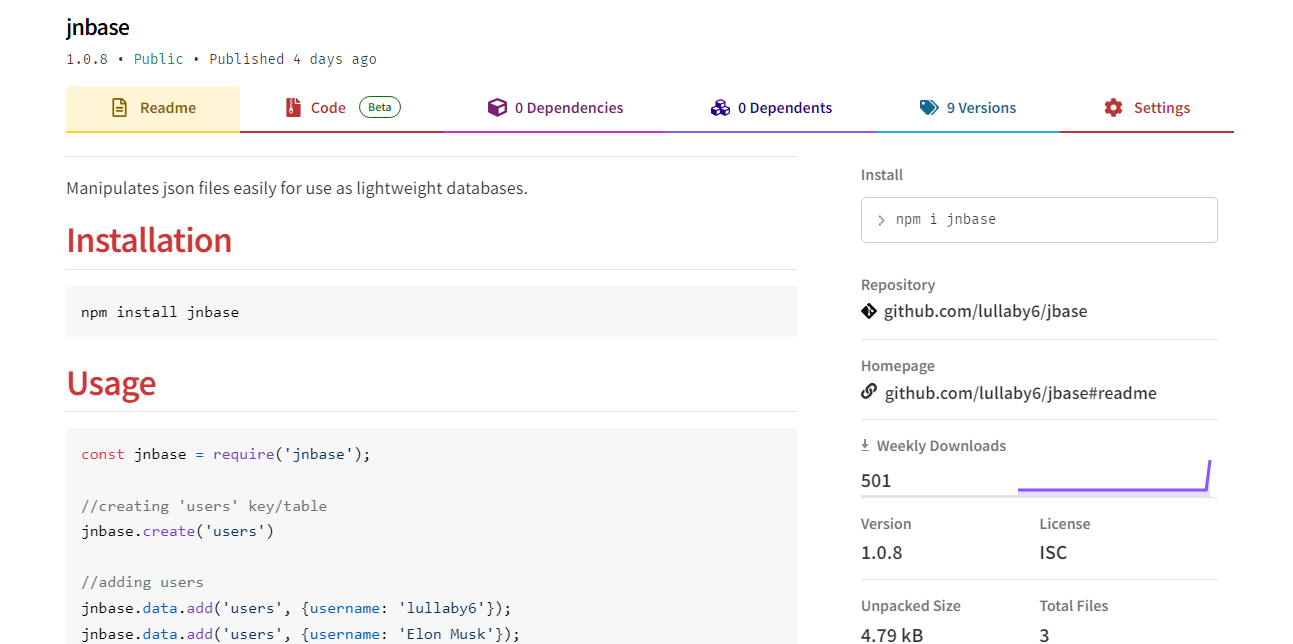 jnbase
1.0.8 • Public • Published 4 days ago
Readme
Code Beta
0 Dependencies
0 Dependents
9 Versions
Settings
Manipulates json files easily for use as lightweight databases.
Installation
npm install jnbase
Usage
const jnbase = require('jnbase');
//creating 'users' key/table
jnbase.create('users')
//adding users
jnbase.data.add('users', {username: 'lullaby6'});
jnbase.data.add('users', {username: 'Elon Musk'});
Install
npm i jnbase
Repository
github.com/lullaby6/jbase
Homepage
github.com/lullaby6/jbase#readme
Weekly Downloads
501
Version
1.0.8
License
ISC
Unpacked Size
4.79 kB
Total Files
3